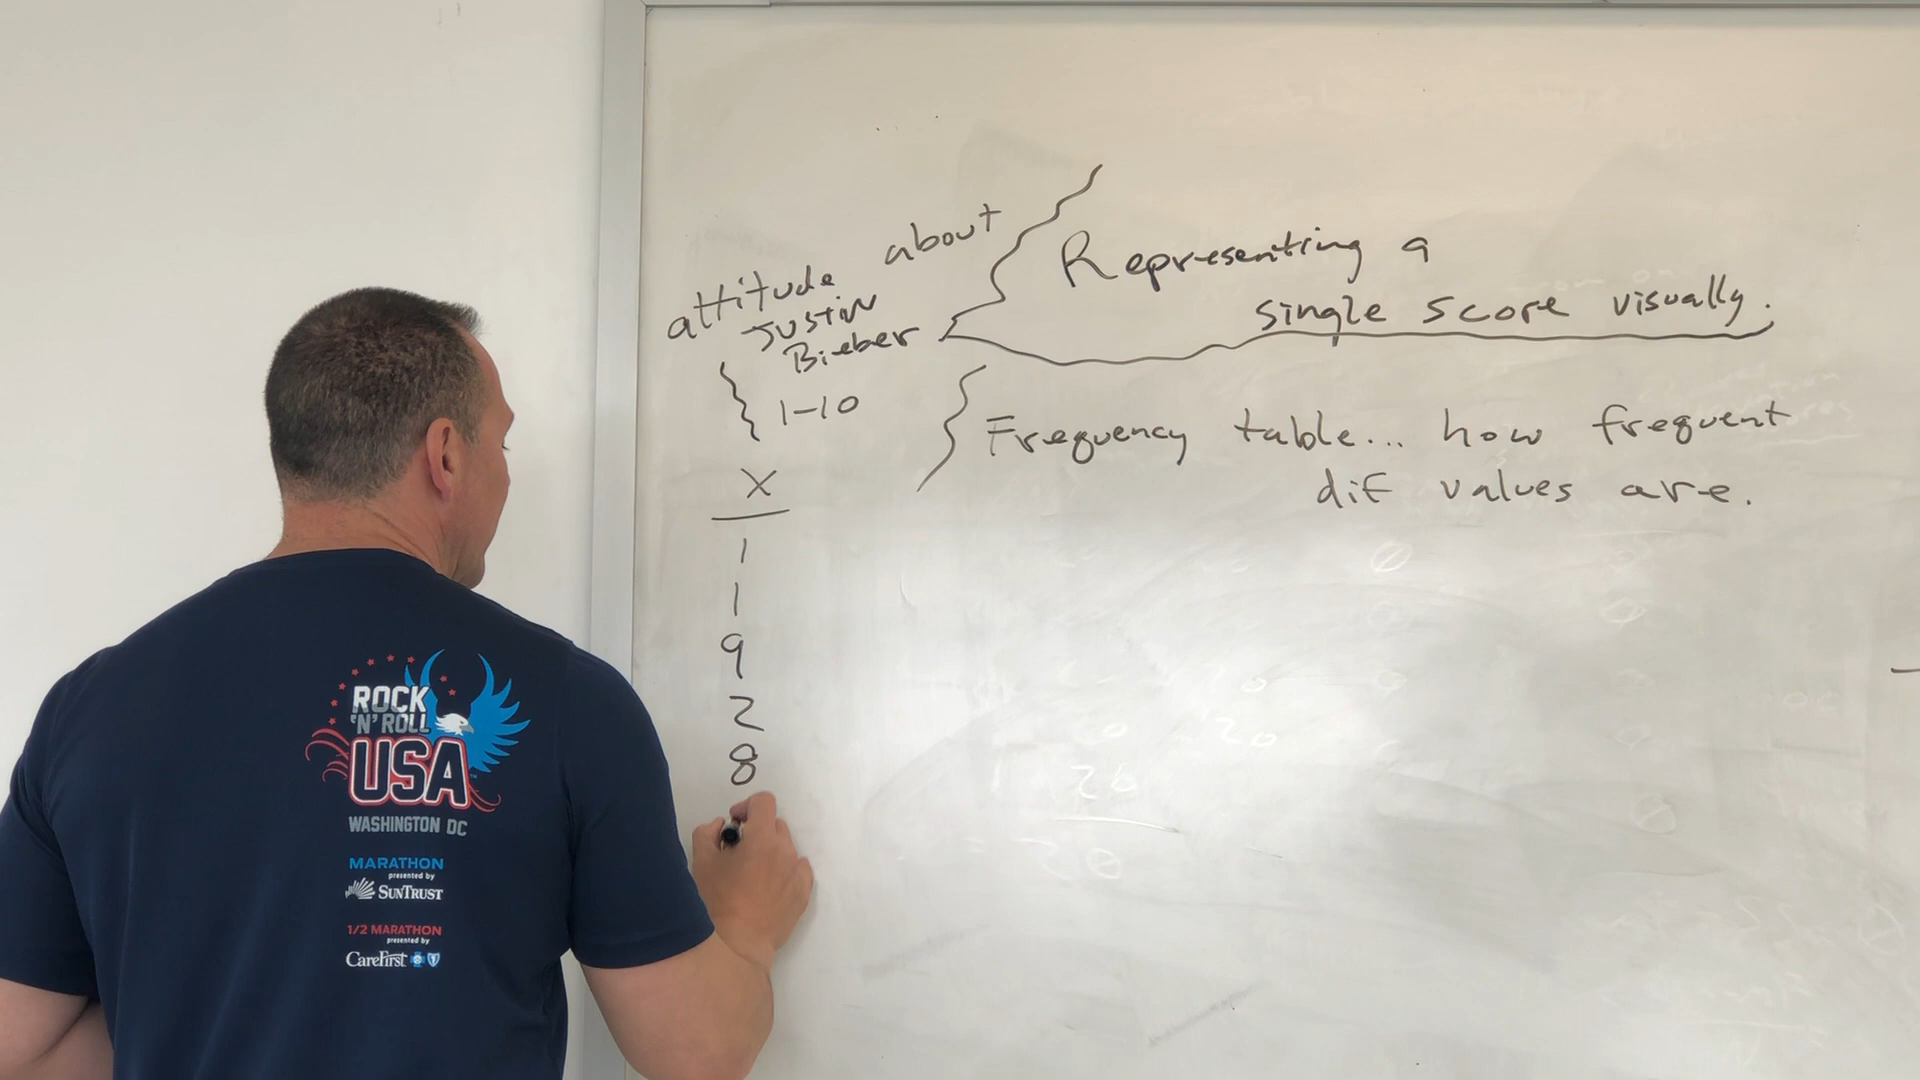 attitude about
Justin
Bieber
1-10
X
1
1
9
2
8
Representing a
single score visually.
Frequency table... how frequent
dif values are.
ROCK
'N' ROLL
USA
WASHINGTON DC
MARATHON
presented by
SUNTRUST
1/2 MARATHON
presented by
CareFirst